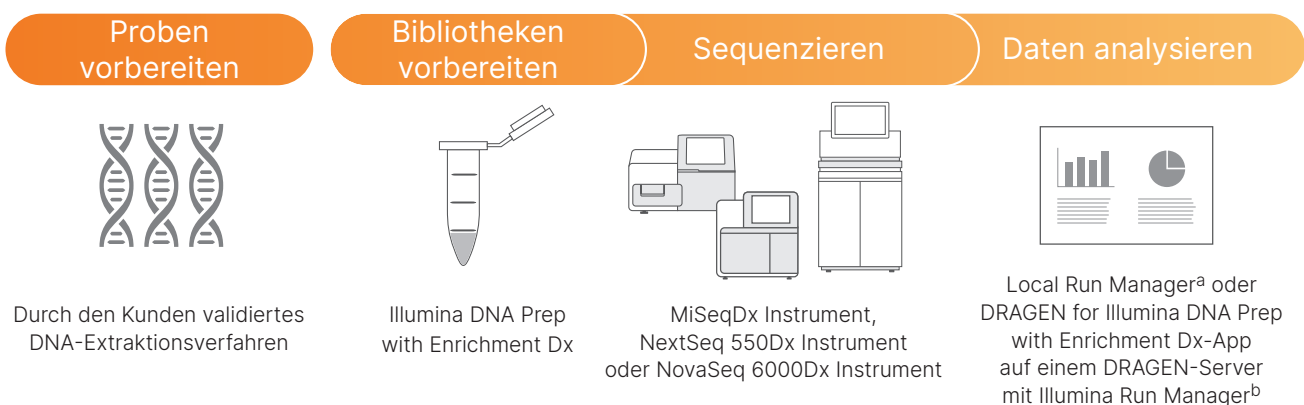 Proben
vorbereiten
Bibliotheken
vorbereiten
Sequenzieren
Daten analysieren
Durch den Kunden validiertes
DNA-Extraktionsverfahren
Illumina DNA Prep
with Enrichment Dx
MiSeqDx Instrument,
NextSeq 550Dx Instrument
oder NovaSeq 6000Dx Instrument
Local Run Managerᵃ oder
DRAGEN for Illumina DNA Prep
with Enrichment Dx-App
auf einem DRAGEN-Server
mit Illumina Run Managerᵇ